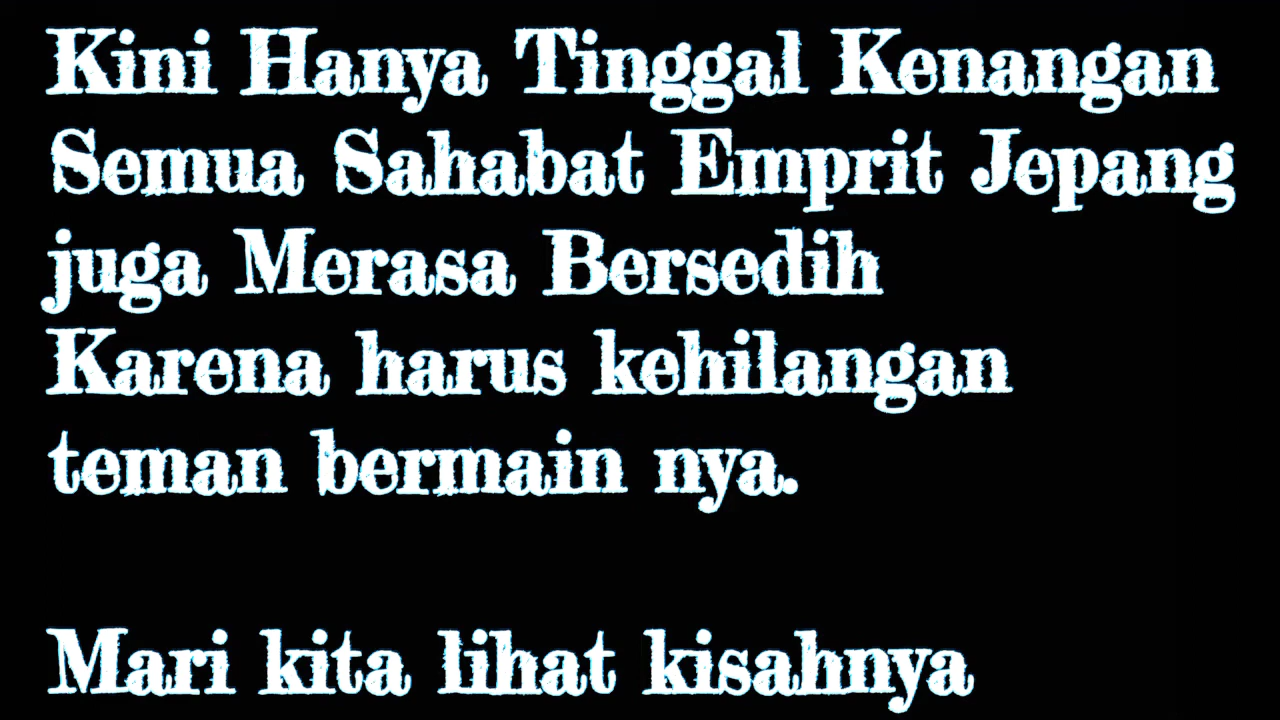 Kini Hanya Tinggal Kenangan
Semua Sahabat Emprit Jepang
juga Merasa Bersedih
Karena harus kehilangan
teman bermain nya.
Mari kita lihat kisahnya